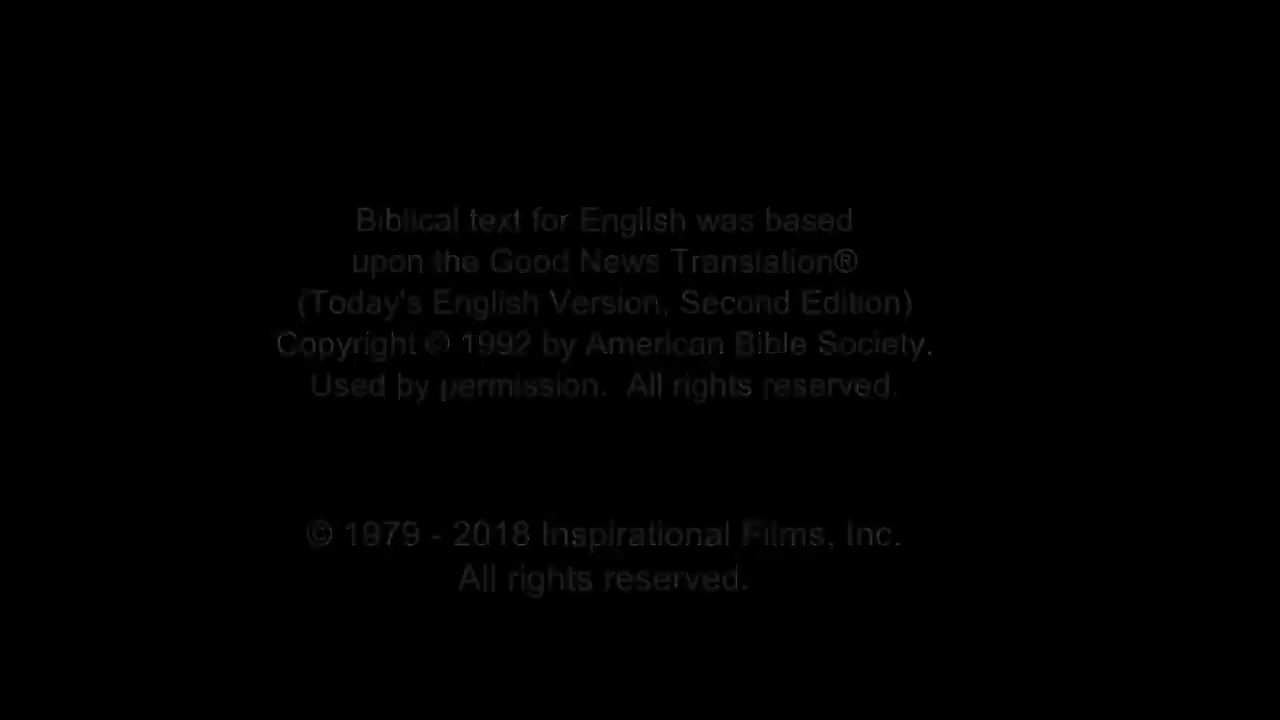 Biblical text for English was based
upon the Good News Translation®
(Today's English Version, Second Edition)
Copyright © 1992 by American Bible Society.
Used by permission.  All rights reserved.
© 1979 - 2018 Inspirational Films, Inc.
All rights reserved.